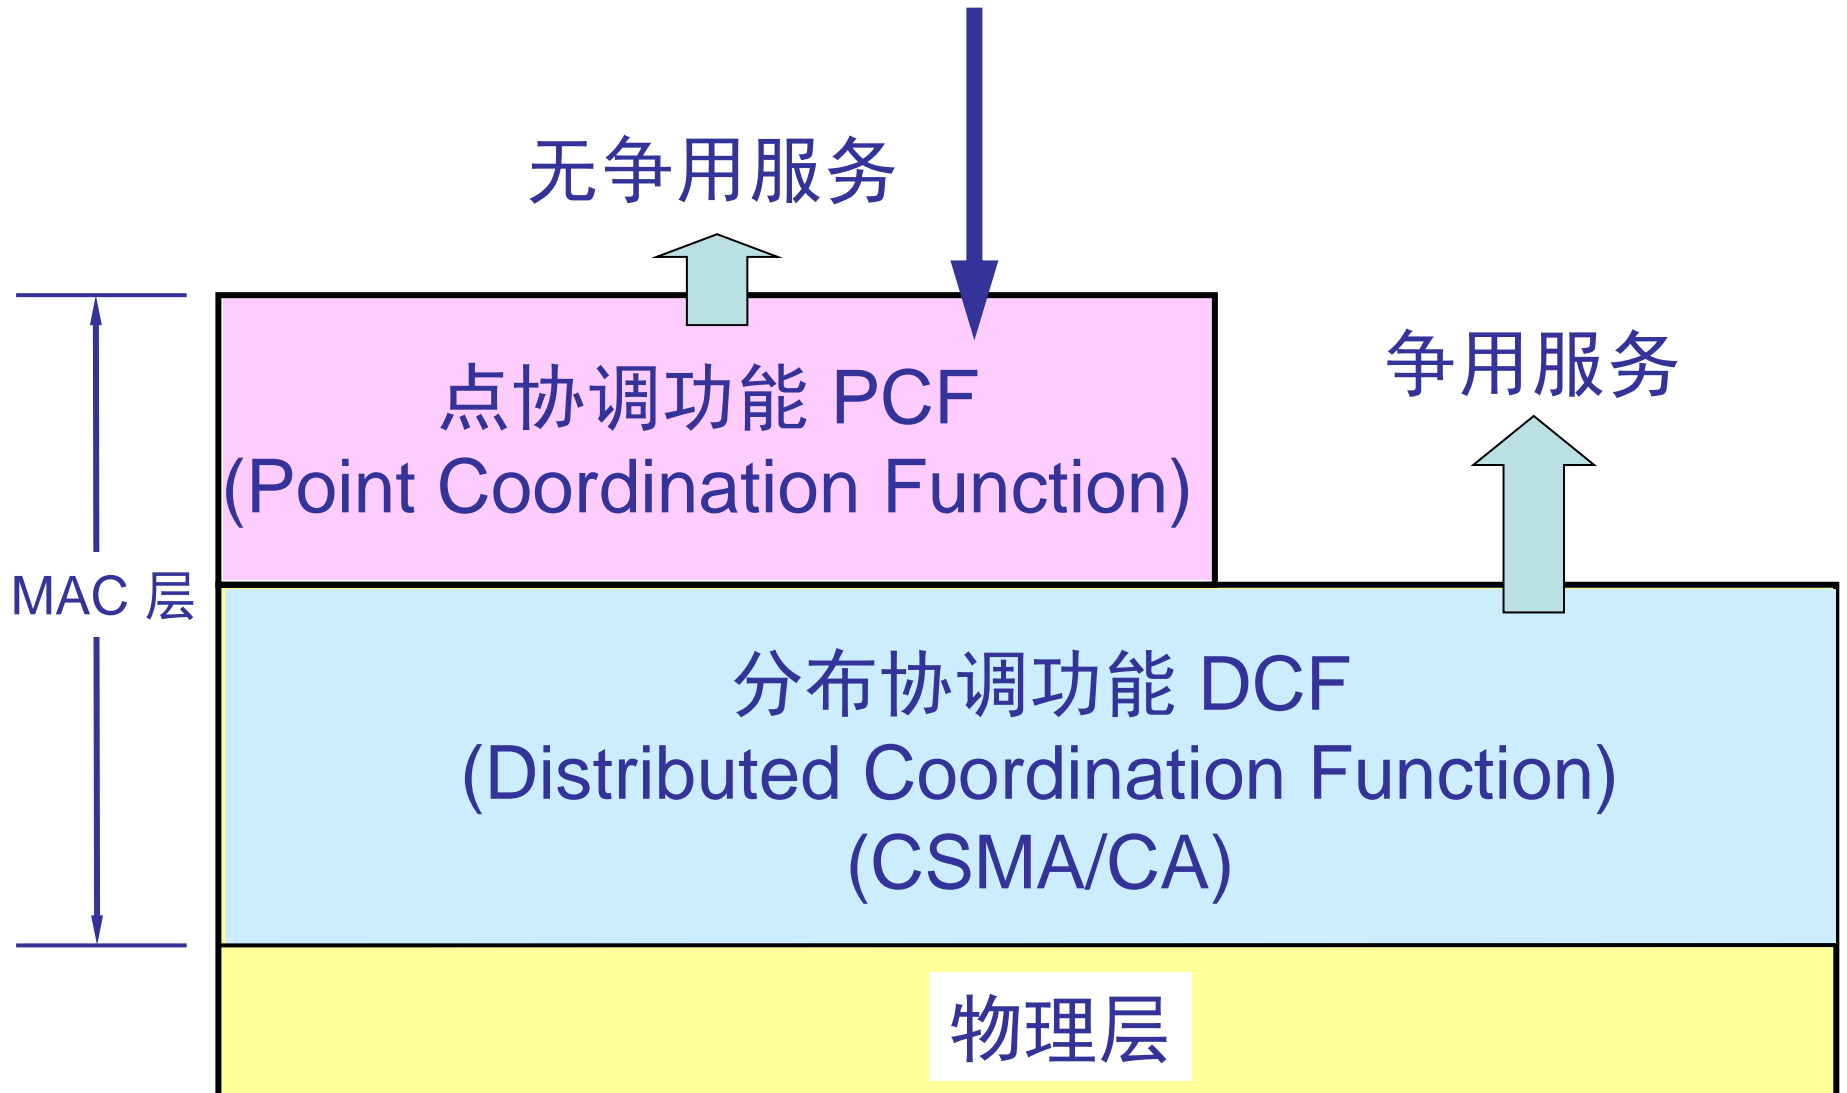 无争用服务
争用服务
点协调功能 PCF
(Point Coordination Function)
MAC 层
分布协调功能 DCF
(Distributed Coordination Function)
(CSMA/CA)
物理层